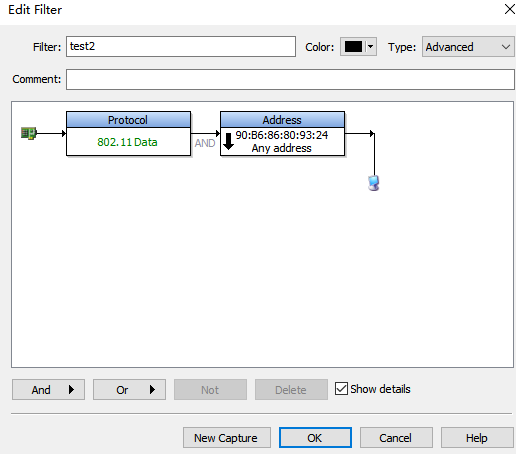 Edit Filter
Filter: test2 Color: Type: Advanced
Comment:
Protocol
802.11 Data
AND
Address
90:B6:86:80:93:24
Any address
And Or Not Delete Show details
New Capture OK Cancel Help